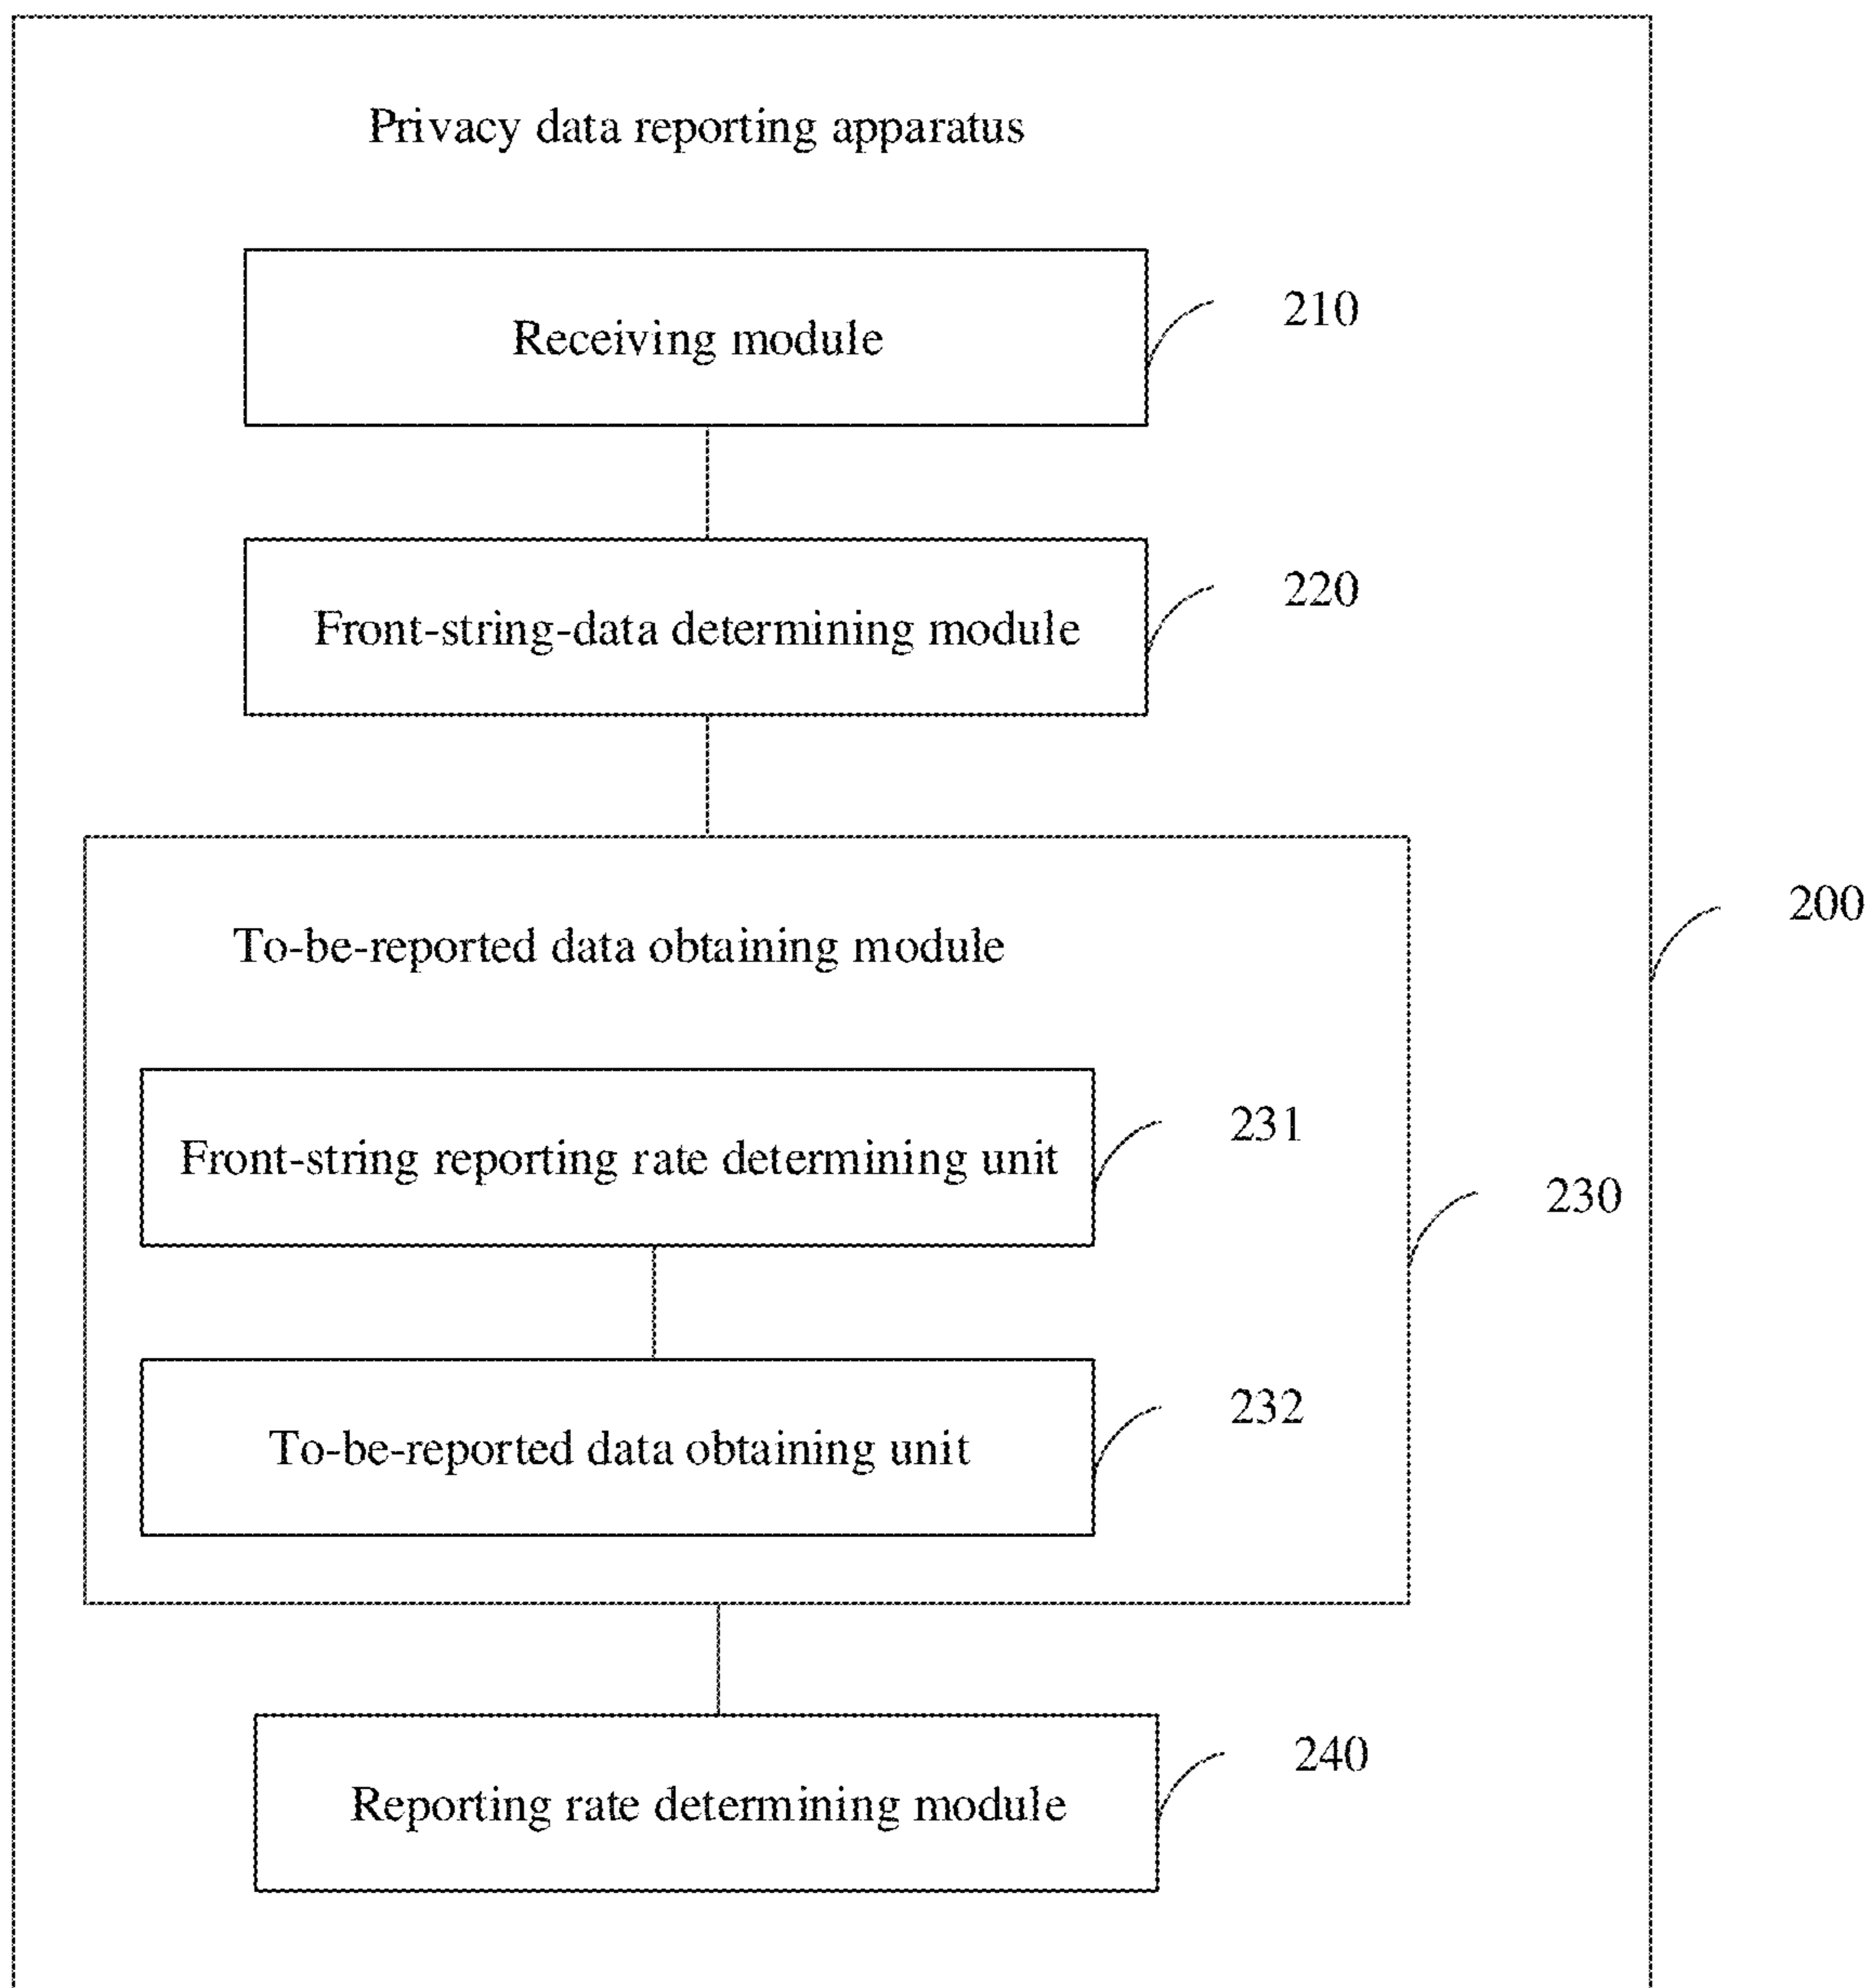 Privacy data reporting apparatus
Receiving module
210
Front-string-data determining module
220
200
To-be-reported data obtaining module
Front-string reporting rate determining unit
231
230
To-be-reported data obtaining unit
232
Reporting rate determining module
240